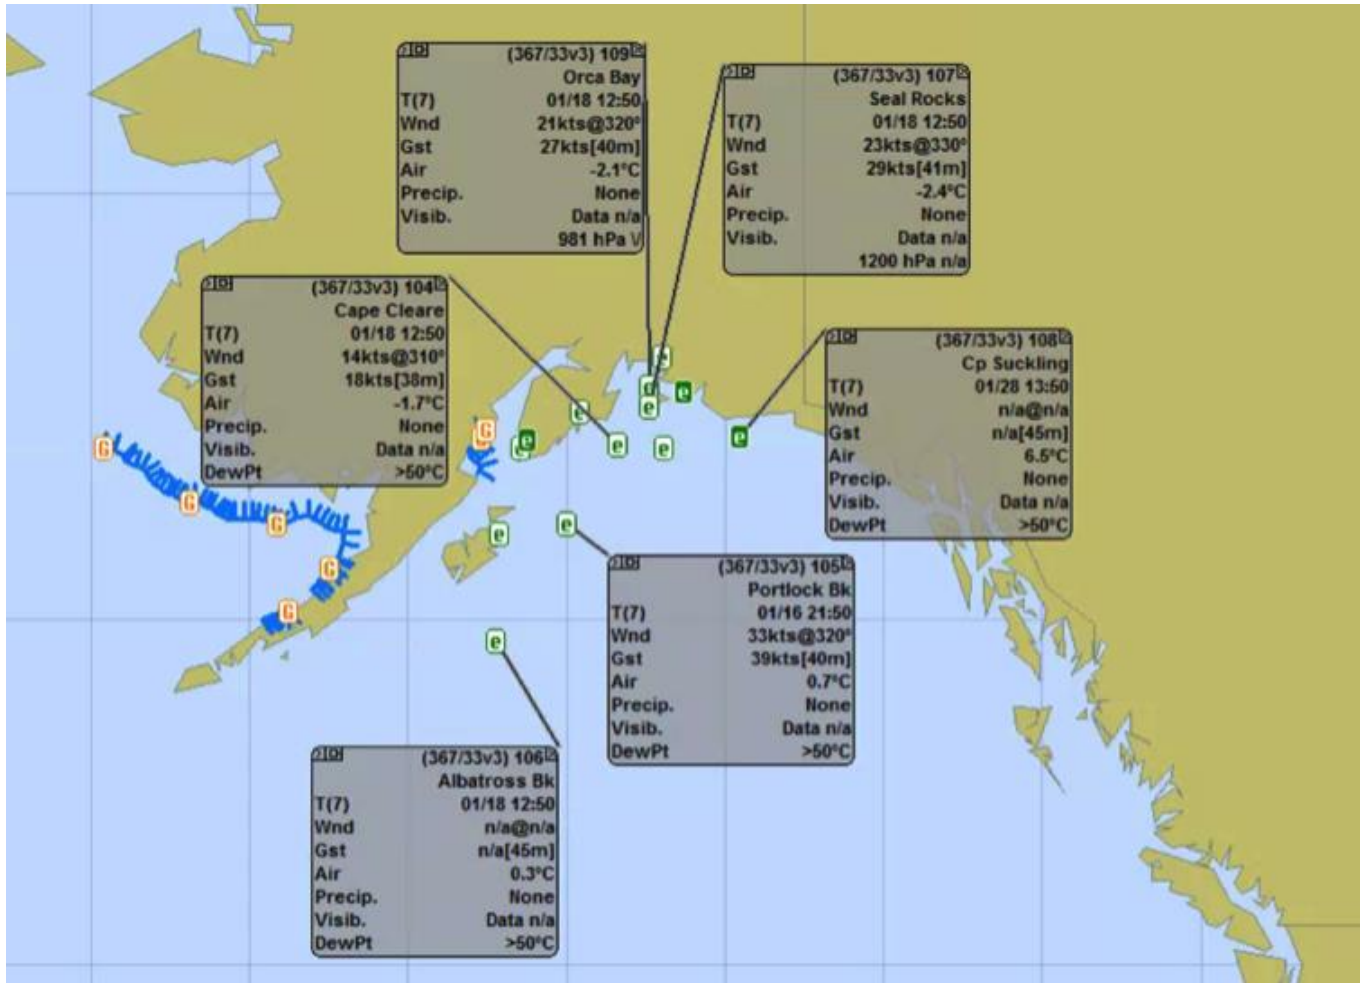 (367/33v3) 109
Orca Bay
T(7) 01/18 12:50
Wnd 21kts@320°
Gst 27kts[40m]
Air -2.1°C
Precip. None
Visib. Data n/a
981 hPa \/
(367/33v3) 107
Seal Rocks
T(7) 01/18 12:50
Wnd 23kts@330°
Gst 29kts[41m]
Air -2.4°C
Precip. None
Visib. Data n/a
1200 hPa n/a
(367/33v3) 104
Cape Cleare
T(7) 01/18 12:50
Wnd 14kts@310°
Gst 18kts[38m]
Air -1.7°C
Precip. None
Visib. Data n/a
DewPt >50°C
(367/33v3) 108
Cp Suckling
T(7) 01/28 13:50
Wnd n/a@n/a
Gst n/a[45m]
Air 6.5°C
Precip. None
Visib. Data n/a
DewPt >50°C
e
e
e
e
e
e
e
e
e
e
G
G
G
G
e
e
G
G
e
(367/33v3) 105
Portlock Bk
T(7) 01/16 21:50
Wnd 33kts@320°
Gst 39kts[40m]
Air 0.7°C
Precip. None
Visib. Data n/a
DewPt >50°C
(367/33v3) 106
Albatross Bk
T(7) 01/18 12:50
Wnd n/a@n/a
Gst n/a[45m]
Air 0.3°C
Precip. None
Visib. Data n/a
DewPt >50°C